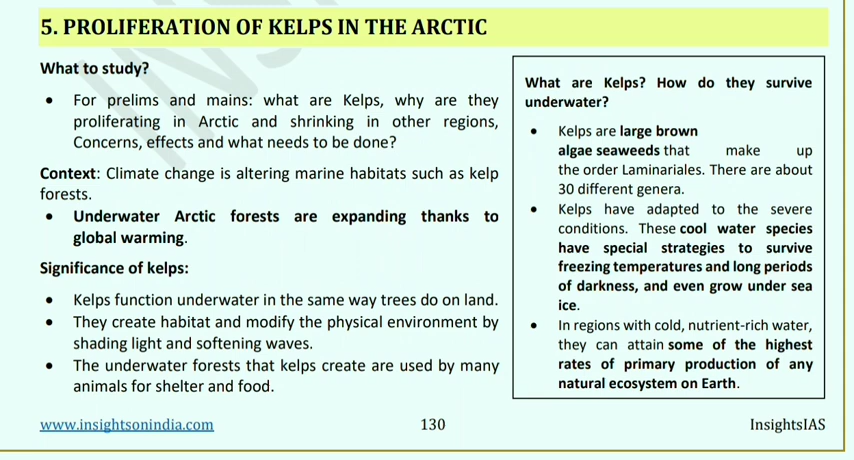 5. PROLIFERATION OF KELPS IN THE ARCTIC
What to study?
• For prelims and mains: what are Kelps, why are they
proliferating in Arctic and shrinking in other regions,
Concerns, effects and what needs to be done?
Context: Climate change is altering marine habitats such as kelp
forests.
• Underwater Arctic forests are expanding thanks to
global warming.
Significance of kelps:
• Kelps function underwater in the same way trees do on land.
• They create habitat and modify the physical environment by
shading light and softening waves.
• The underwater forests that kelps create are used by many
animals for shelter and food.
What are Kelps? How do they survive
underwater?
• Kelps are large brown
algae seaweeds that make up
the order Laminariales. There are about
30 different genera.
• Kelps have adapted to the severe
conditions. These cool water species
have special strategies to survive
freezing temperatures and long periods
of darkness, and even grow under sea
ice.
• In regions with cold, nutrient-rich water,
they can attain some of the highest
rates of primary production of any
natural ecosystem on Earth.
www.insightsonindia.com 130 InsightsIAS